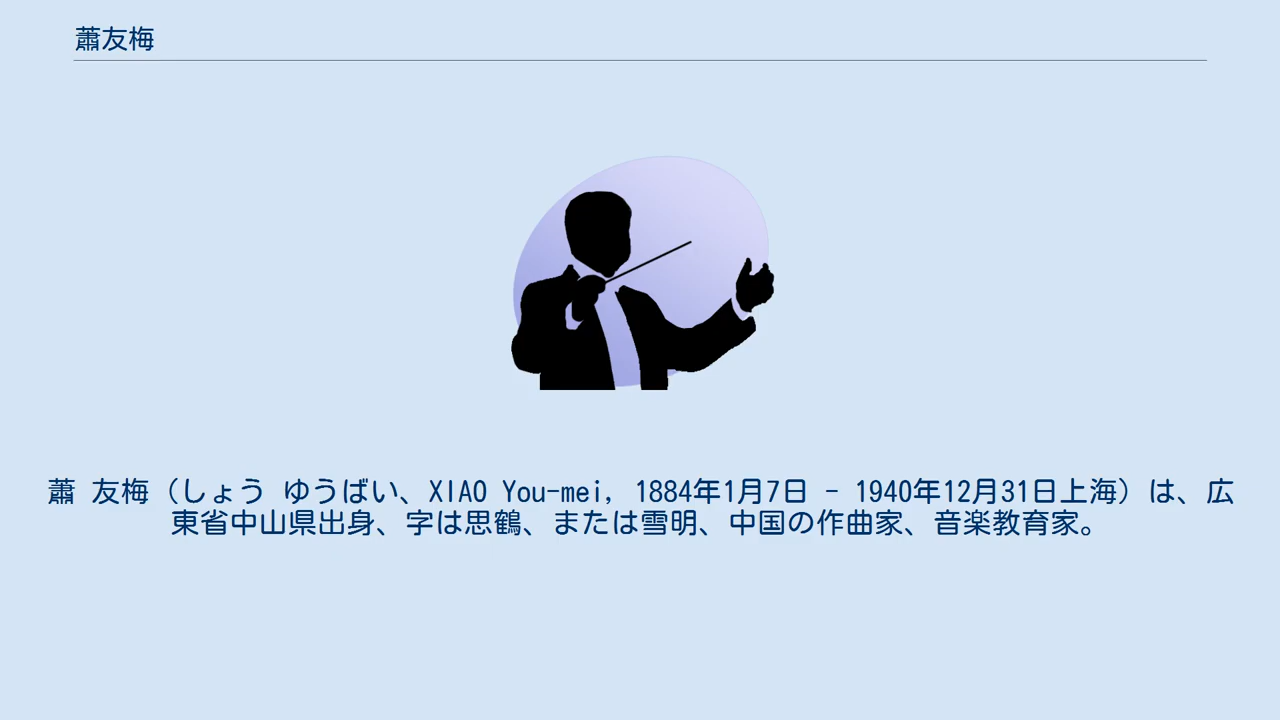 蕭友梅
蕭 友梅（しょう ゆうばい、XIAO You-mei, 1884年1月7日 - 1940年12月31日上海）は、広
東省中山県出身、字は思鶴、または雪明、中国の作曲家、音楽教育家。